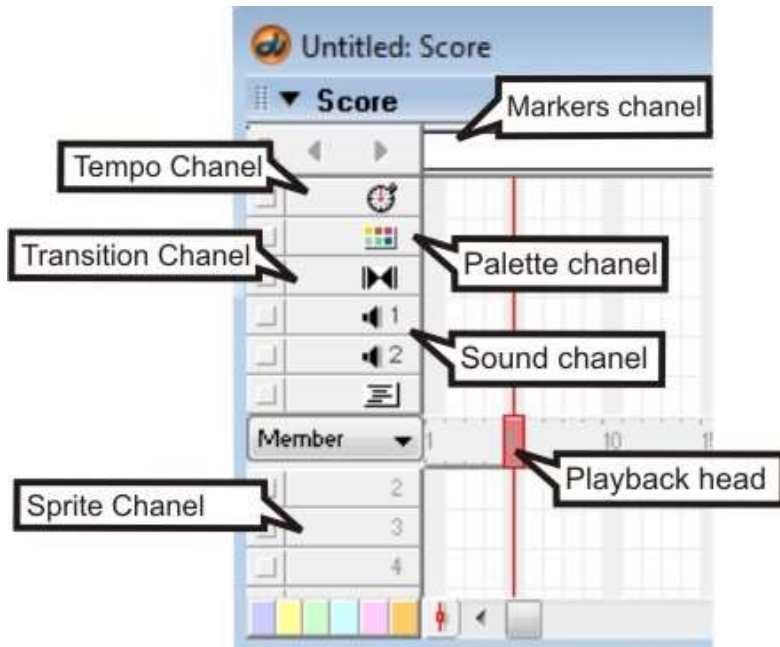 Untitled: Score
Score
Markers chanel
Tempo Chanel
Transition Chanel
Palette chanel
1
Sound chanel
2
Member
1
10
Playback head
Sprite Chanel
2
3
4